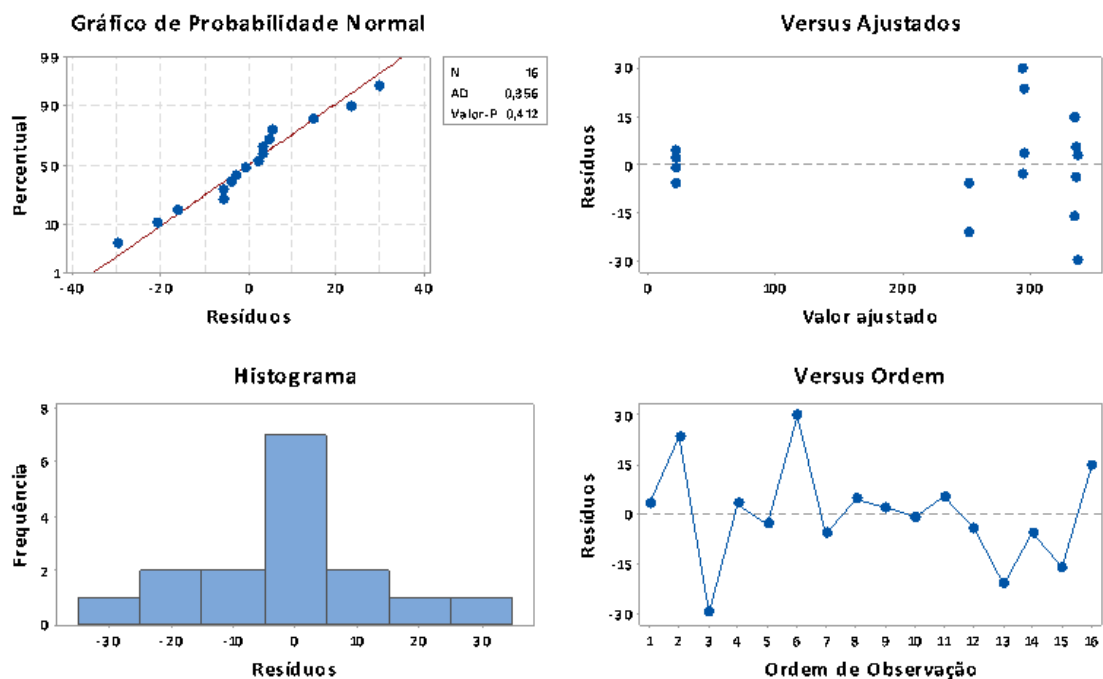 Gráfico de Probabilidade Normal
99
90
50
10
1
Percentual
-40 -20 0 20 40
Resíduos
N 16
AD 0,356
Valor-P 0,412
Versus Ajustados
30
15
0
-15
-30
Resíduos
0 100 200 300
Valor ajustado
Histograma
8
6
4
2
0
Frequência
-30 -20 -10 0 10 20 30
Resíduos
Versus Ordem
30
15
0
-15
-30
Resíduos
1 2 3 4 5 6 7 8 9 10 11 12 13 14 15 16
Ordem de Observação